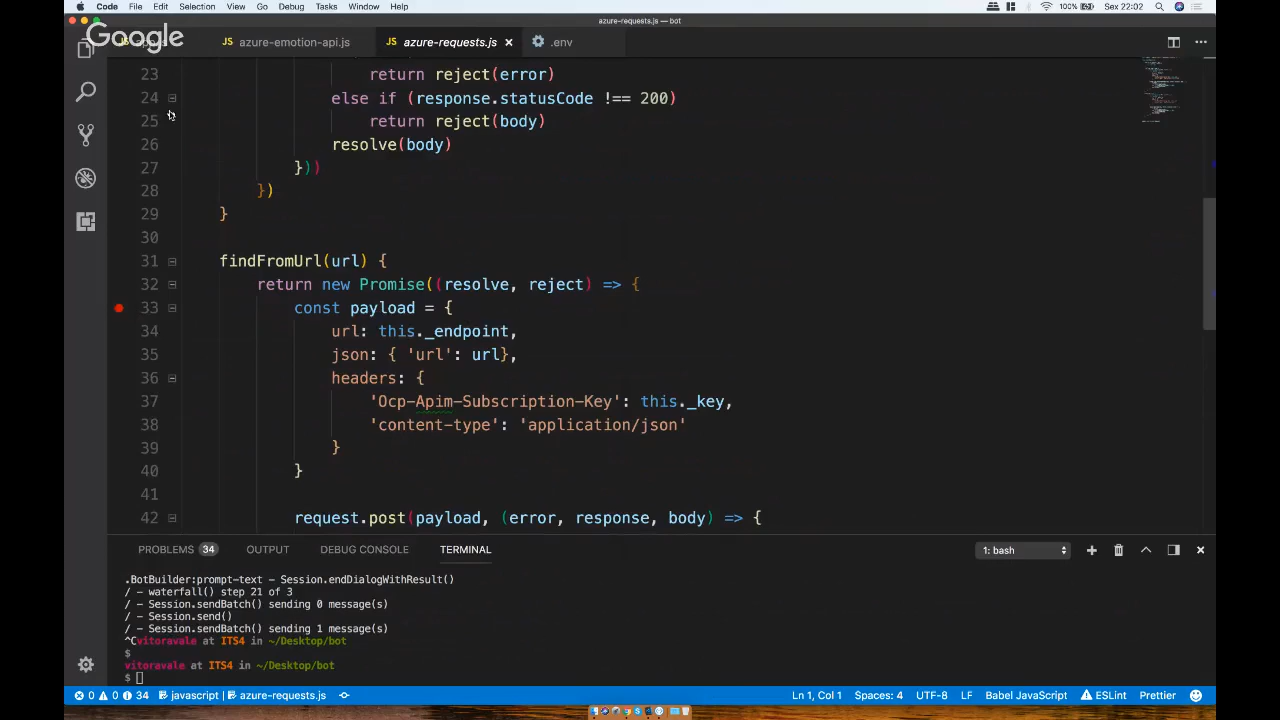 Code File Edit Selection View Go Debug Tasks Window Help 100% Sex 22:02
azure-requests.js — bot
Google
JS azure-emotion-api.js JS azure-requests.js .env
23 return reject(error)
24 else if (response.statusCode !== 200)
25 return reject(body)
26 resolve(body)
27 }))
28 })
29 }
30
31 findFromUrl(url) {
32 return new Promise((resolve, reject) => {
33 const payload = {
34 url: this._endpoint,
35 json: { 'url': url},
36 headers: {
37 'Ocp-Apim-Subscription-Key': this._key,
38 'content-type': 'application/json'
39 }
40 }
41
42 request.post(payload, (error, response, body) => {
PROBLEMS 34 OUTPUT DEBUG CONSOLE TERMINAL 1: bash
.BotBuilder:prompt-text - Session.endDialogWithResult()
/ - waterfall() step 21 of 3
/ - Session.sendBatch() sending 0 message(s)
/ - Session.send()
/ - Session.sendBatch() sending 1 message(s)
^Cvitoravale at ITS4 in ~/Desktop/bot
$
vitoravale at ITS4 in ~/Desktop/bot
$
0 0 34 javascript | azure-requests.js Ln 1, Col 1 Spaces: 4 UTF-8 LF Babel JavaScript ESLint Prettier